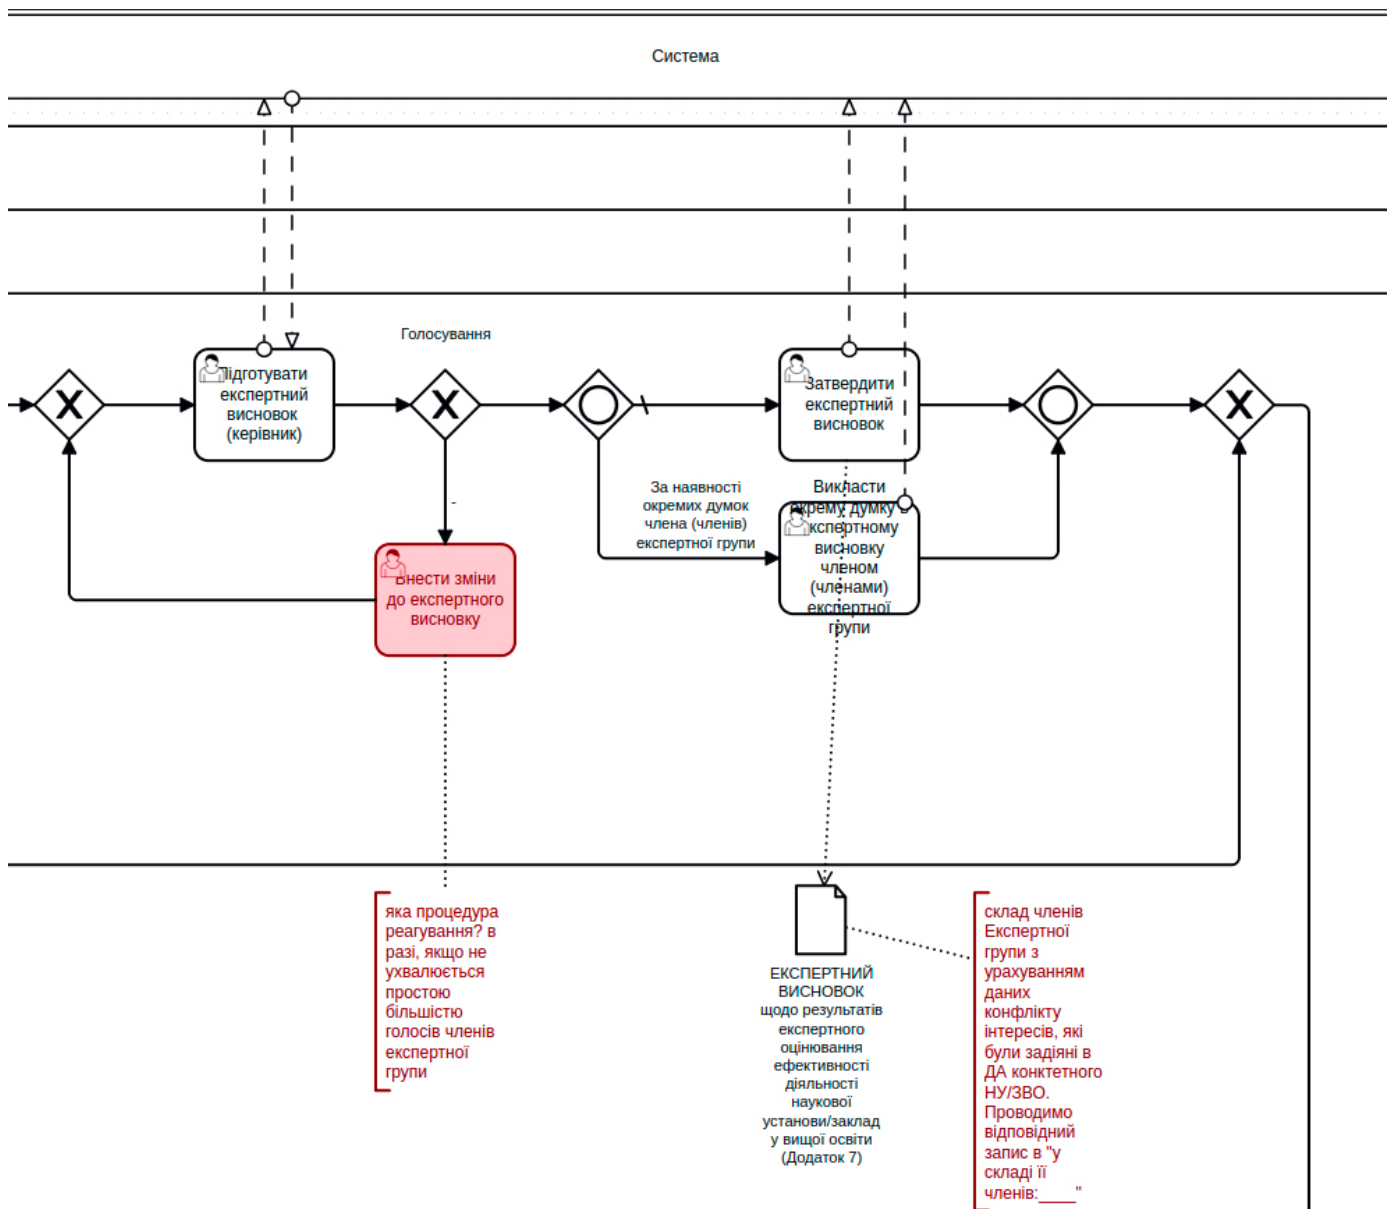 Система
Голосування
Підготувати
експертний
висновок
(керівник)
Затвердити
експертний
висновок
За наявності
окремих думок
члена (членів)
експертної групи
-
Викласти
окрему думку в
експертному
висновку
членом
(членами)
експертної
групи
Внести зміни
до експертного
висновку
яка процедура
реагування? в
разі, якщо не
ухвалюється
простою
більшістю
голосів членів
експертної
групи
ЕКСПЕРТНИЙ
ВИСНОВОК
щодо результатів
експертного
оцінювання
ефективності
діяльності
наукової
установи/заклад
у вищої освіти
(Додаток 7)
склад членів
Експертної
групи з
урахуванням
даних
конфлікту
інтересів, які
були задіяні в
ДА конктетного
НУ/ЗВО.
Проводимо
відповідний
запис в "у
складі її
членів:____"